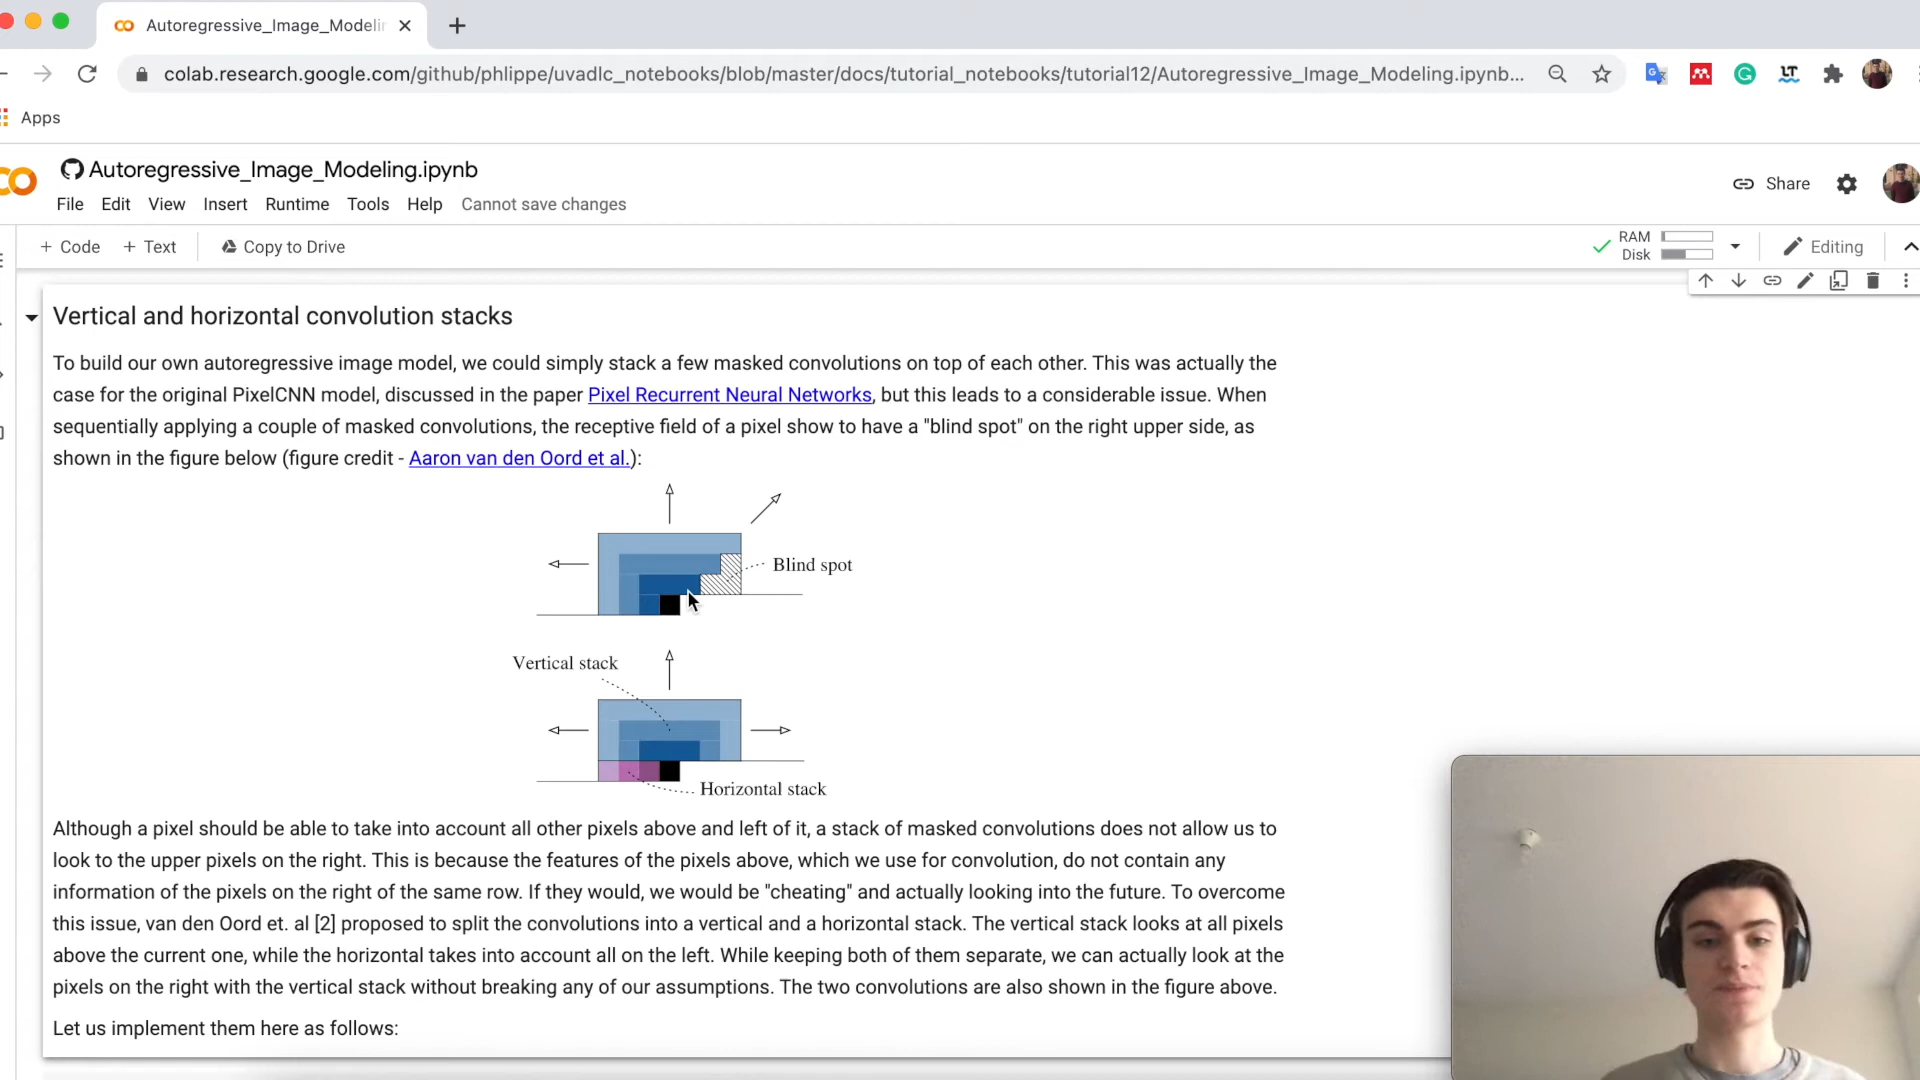 Autoregressive_Image_Modelin
colab.research.google.com/github/phlippe/uvadlc_notebooks/blob/master/docs/tutorial_notebooks/tutorial12/Autoregressive_Image_Modeling.ipynb...
Apps
Autoregressive_Image_Modeling.ipynb
Share
File Edit View Insert Runtime Tools Help Cannot save changes
+ Code + Text Copy to Drive
RAM
Disk
Editing
Vertical and horizontal convolution stacks
To build our own autoregressive image model, we could simply stack a few masked convolutions on top of each other. This was actually the
case for the original PixelCNN model, discussed in the paper Pixel Recurrent Neural Networks, but this leads to a considerable issue. When
sequentially applying a couple of masked convolutions, the receptive field of a pixel show to have a "blind spot" on the right upper side, as
shown in the figure below (figure credit - Aaron van den Oord et al.):
Blind spot
Vertical stack
Horizontal stack
Although a pixel should be able to take into account all other pixels above and left of it, a stack of masked convolutions does not allow us to
look to the upper pixels on the right. This is because the features of the pixels above, which we use for convolution, do not contain any
information of the pixels on the right of the same row. If they would, we would be "cheating" and actually looking into the future. To overcome
this issue, van den Oord et. al [2] proposed to split the convolutions into a vertical and a horizontal stack. The vertical stack looks at all pixels
above the current one, while the horizontal takes into account all on the left. While keeping both of them separate, we can actually look at the
pixels on the right with the vertical stack without breaking any of our assumptions. The two convolutions are also shown in the figure above.
Let us implement them here as follows: